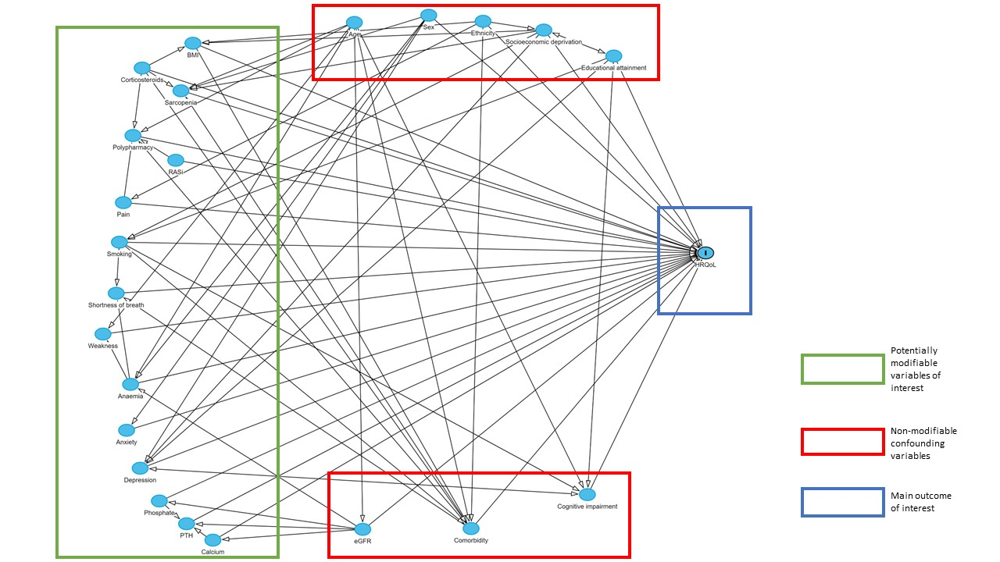 Age
Sex
Ethnicity
Socioeconomic deprivation
Educational attainment
BMI
Corticosteroids
Sarcopenia
Polypharmacy
RASi
Pain
Smoking
Shortness of breath
Weakness
Anaemia
Anxiety
Depression
Phosphate
PTH
Calcium
eGFR
Comorbidity
Cognitive impairment
HRQoL
Potentially
modifiable
variables of
interest
Non-modifiable
confounding
variables
Main outcome
of interest